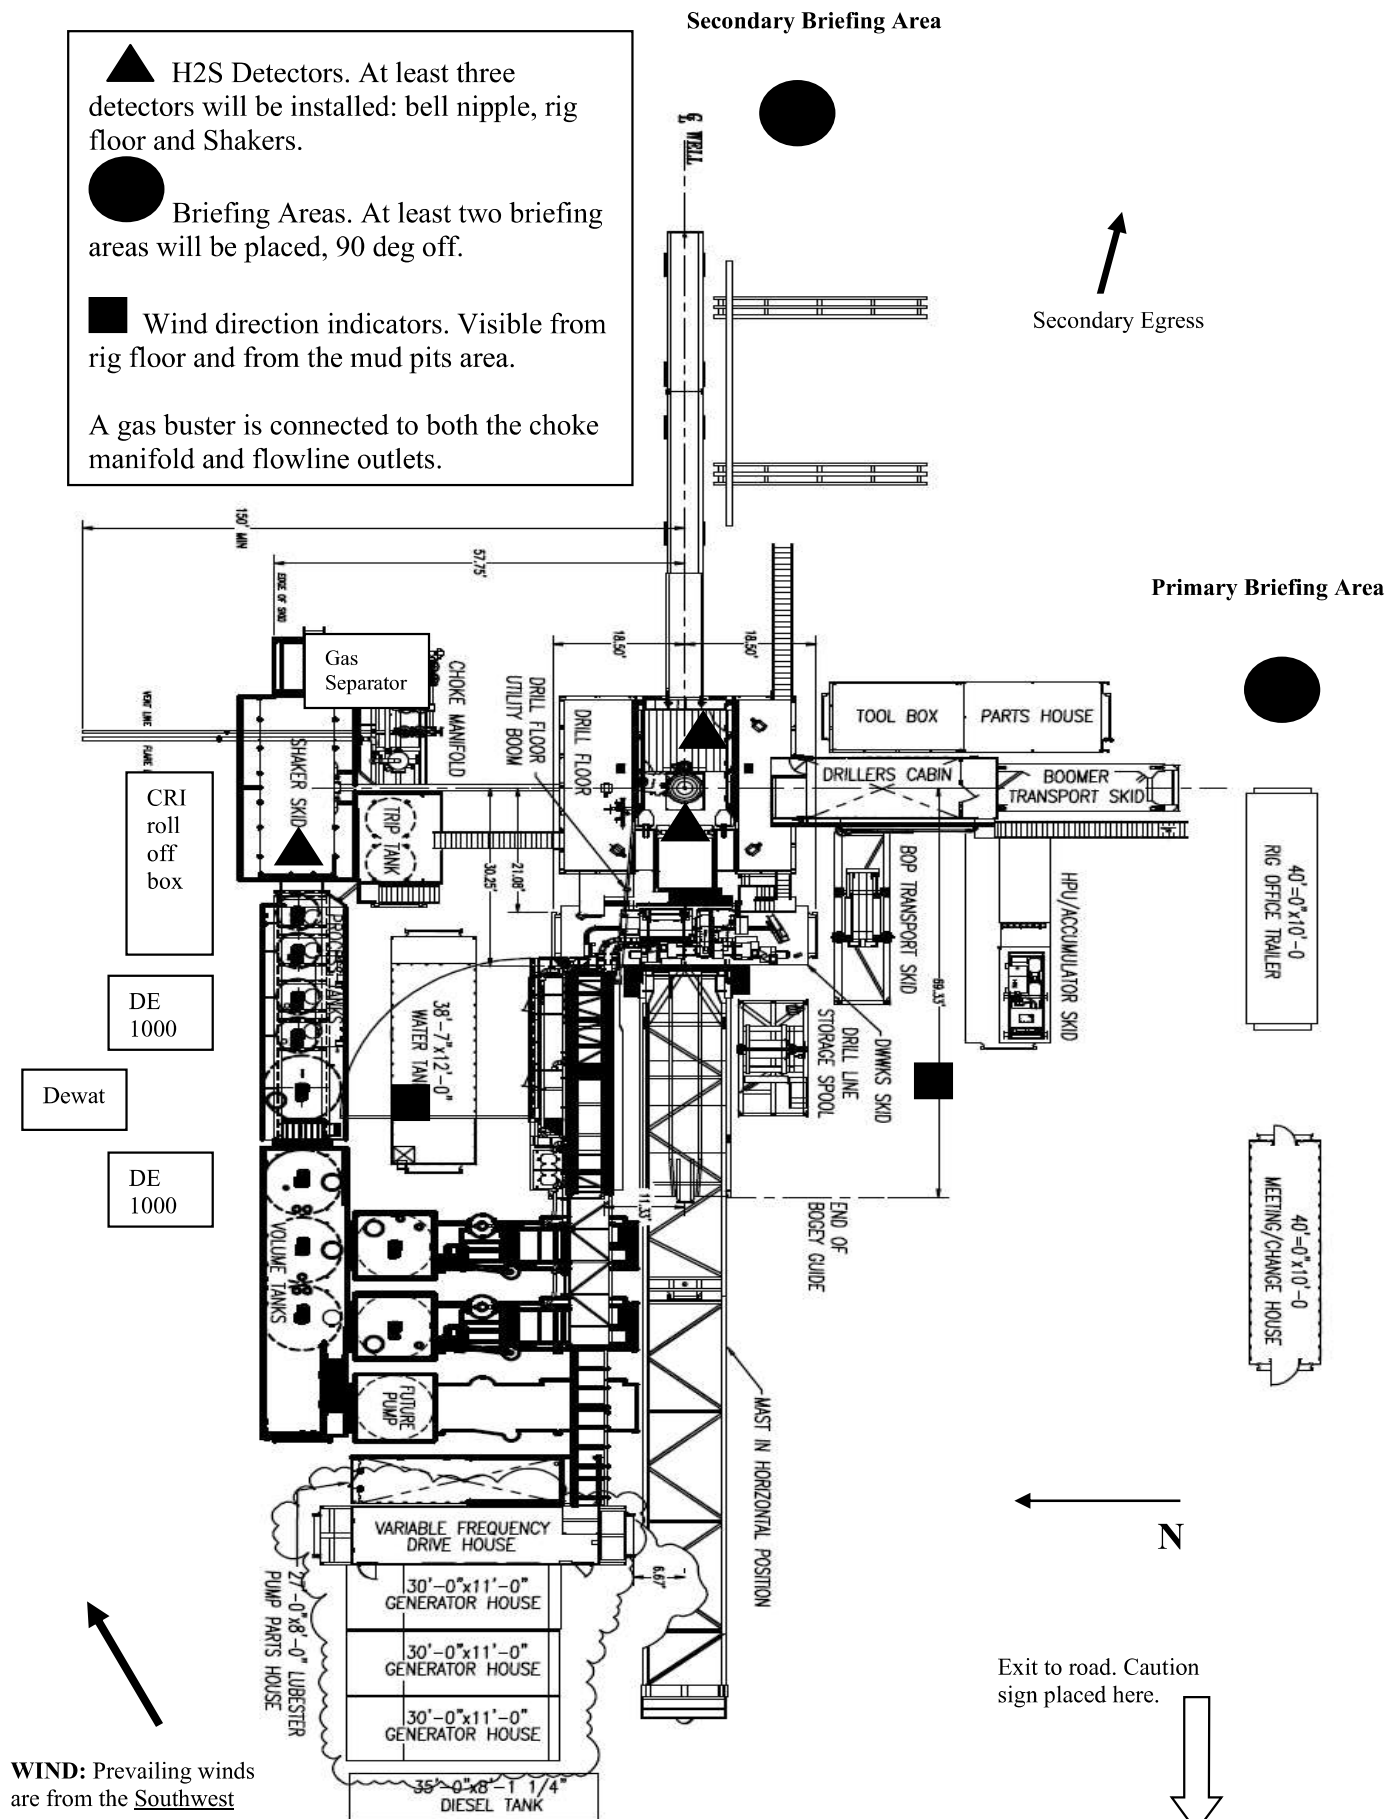 Secondary Briefing Area
H2S Detectors. At least three
detectors will be installed: bell nipple, rig
floor and Shakers.
Briefing Areas. At least two briefing
areas will be placed, 90 deg off.
Wind direction indicators. Visible from
rig floor and from the mud pits area.
A gas buster is connected to both the choke
manifold and flowline outlets.
WELL
Secondary Egress
150' MIN
57.75'
EDGE OF SKID
Primary Briefing Area
18.50'
18.50'
Gas
Separator
CHOKE MANIFOLD
DRILL FLOOR
UTILITY BOOM
DRILL FLOOR
TOOL BOX
PARTS HOUSE
VENT LINE
FLARE
SHAKER SKID
DRILLERS CABIN
BOOMER
TRANSPORT SKID
CRI
roll
off
box
TRIP TANK
30.25'
21.08'
BOP TRANSPORT SKID
HPU/ACCUMULATOR SKID
40'=0"x10'-0
RIG OFFICE TRAILER
PROCESS TANKS
DE
1000
38'-7"x12'-0"
WATER TAN
69.33'
DRILL LINE
STORAGE SPOOL
DWWKS SKID
Dewat
DE
1000
VOLUME TANKS
11.33'
END OF
BOGEY GUIDE
40'=0"x10'-0
MEETING/CHANGE HOUSE
FUTURE
PUMP
MAST IN HORIZONTAL POSITION
N
VARIABLE FREQUENCY
DRIVE HOUSE
6.67'
27'-0"x8'-0" LUBESTER
PUMP PARTS HOUSE
30'-0"x11'-0"
GENERATOR HOUSE
30'-0"x11'-0"
GENERATOR HOUSE
30'-0"x11'-0"
GENERATOR HOUSE
35'-0"x8'-1 1/4"
DIESEL TANK
Exit to road. Caution
sign placed here.
WIND: Prevailing winds
are from the Southwest